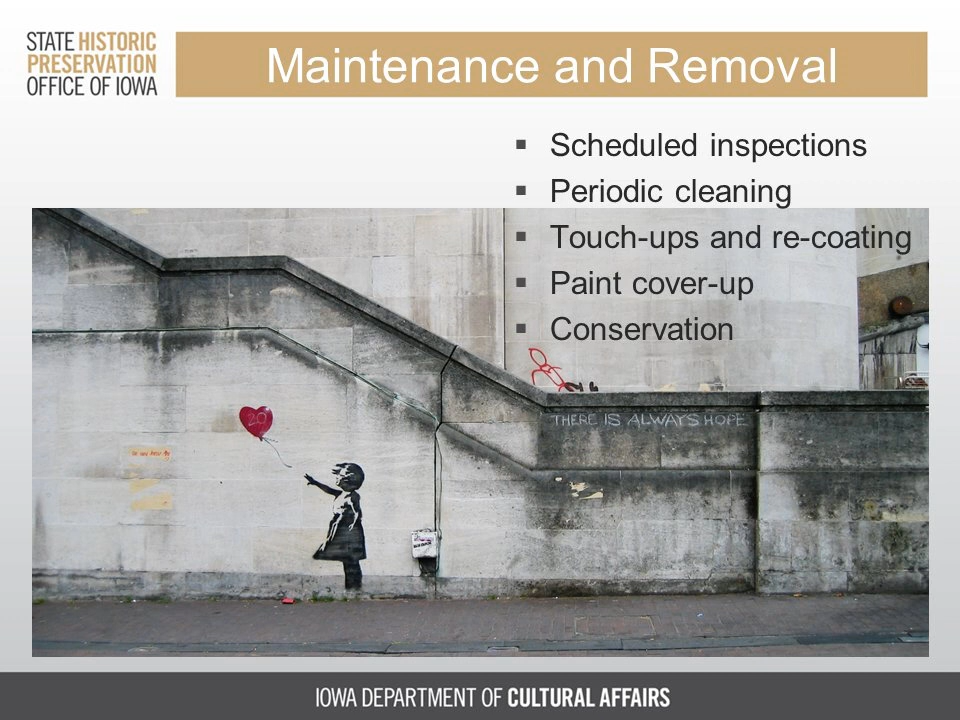 STATE HISTORIC
PRESERVATION
OFFICE OF IOWA
Maintenance and Removal
Scheduled inspections
Periodic cleaning
Touch-ups and re-coating
Paint cover-up
Conservation
THERE IS ALWAYS HOPE
20
IOWA DEPARTMENT OF CULTURAL AFFAIRS